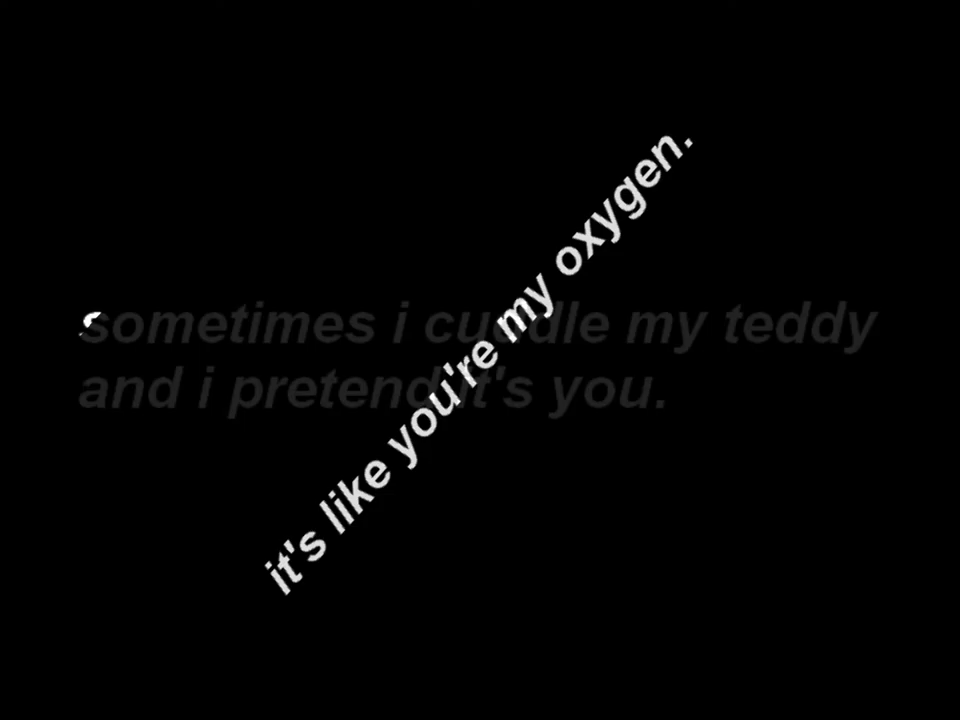 sometimes i cuddle my teddy
and i pretend it's you.
it's like you're my oxygen.